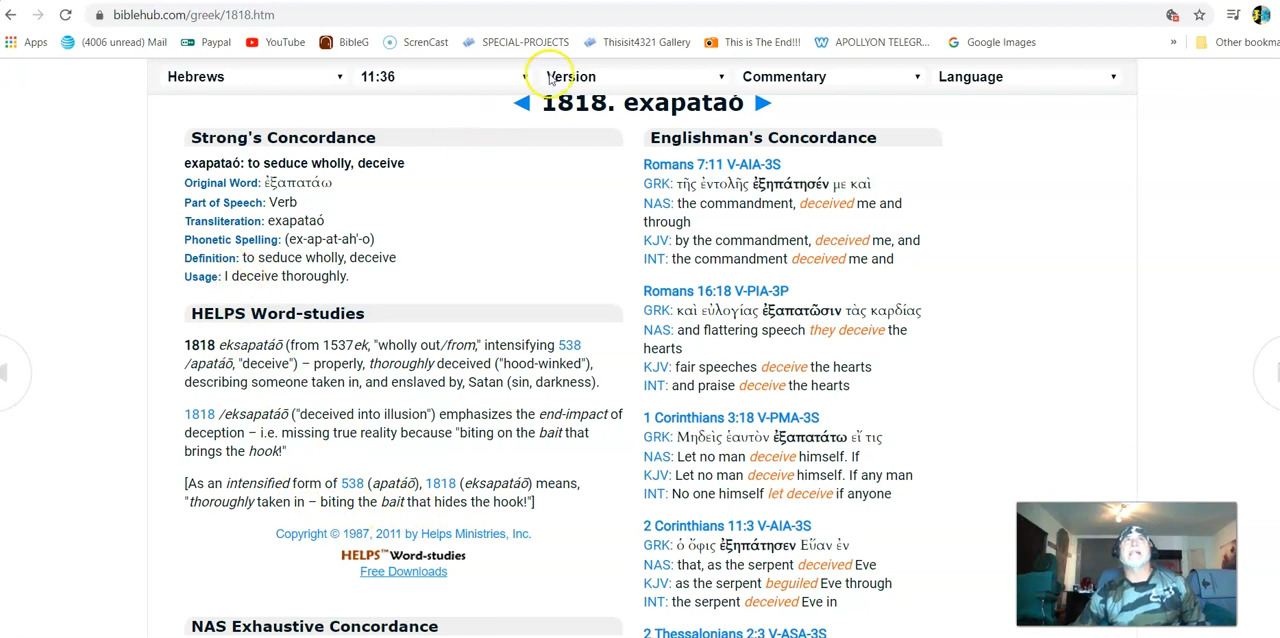 biblehub.com/greek/1818.htm
Apps (4006 unread) Mail Paypal YouTube BibleG ScrenCast SPECIAL-PROJECTS Thisisit4321 Gallery This is The End!!! APOLLYON TELEGR... Google Images » Other bookma
Hebrews 11:36 Version Commentary Language
1818. exapataó
Strong's Concordance
exapataó: to seduce wholly, deceive
Original Word: ἐξαπατάω
Part of Speech: Verb
Transliteration: exapataó
Phonetic Spelling: (ex-ap-at-ah'-o)
Definition: to seduce wholly, deceive
Usage: I deceive thoroughly.
HELPS Word-studies
1818 eksapatáō (from 1537ek, "wholly out/from," intensifying 538
/apatáō, "deceive") – properly, thoroughly deceived ("hood-winked"),
describing someone taken in, and enslaved by, Satan (sin, darkness).
1818 /eksapatáō ("deceived into illusion") emphasizes the end-impact of
deception – i.e. missing true reality because "biting on the bait that
brings the hook!"
[As an intensified form of 538 (apatáō), 1818 (eksapatáō) means,
"thoroughly taken in – biting the bait that hides the hook!"]
Copyright © 1987, 2011 by Helps Ministries, Inc.
HELPS™ Word-studies
Free Downloads
NAS Exhaustive Concordance
Englishman's Concordance
Romans 7:11 V-AIA-3S
GRK: τῆς ἐντολῆς ἐξηπάτησέν με καὶ
NAS: the commandment, deceived me and
through
KJV: by the commandment, deceived me, and
INT: the commandment deceived me and
Romans 16:18 V-PIA-3P
GRK: καὶ εὐλογίας ἐξαπατῶσιν τὰς καρδίας
NAS: and flattering speech they deceive the
hearts
KJV: fair speeches deceive the hearts
INT: and praise deceive the hearts
1 Corinthians 3:18 V-PMA-3S
GRK: Μηδεὶς ἑαυτὸν ἐξαπατάτω εἴ τις
NAS: Let no man deceive himself. If
KJV: Let no man deceive himself. If any man
INT: No one himself let deceive if anyone
2 Corinthians 11:3 V-AIA-3S
GRK: ὁ ὄφις ἐξηπάτησεν Εὕαν ἐν
NAS: that, as the serpent deceived Eve
KJV: as the serpent beguiled Eve through
INT: the serpent deceived Eve in
2 Thessalonians 2:3 V-ASA-3S